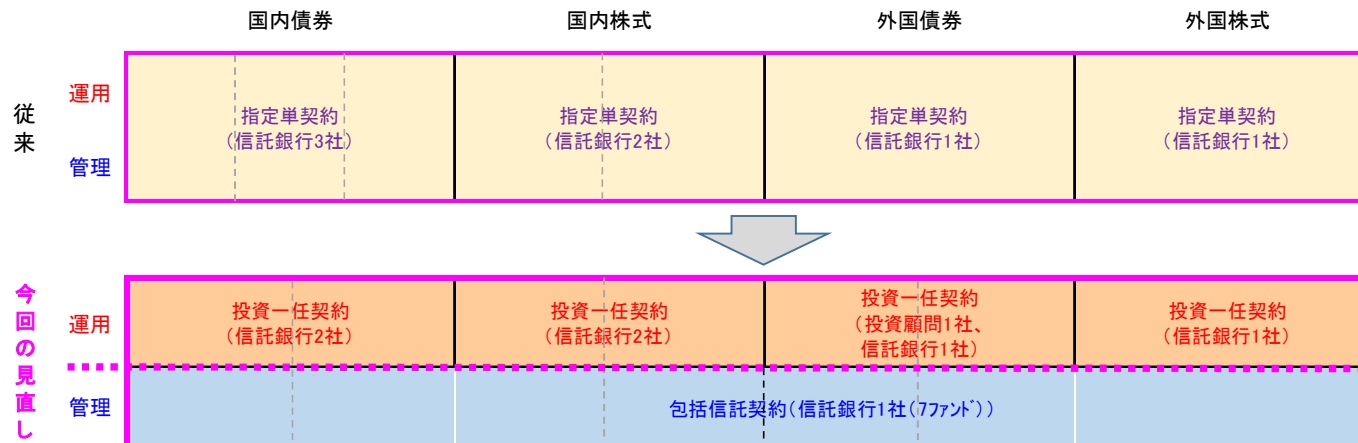 国内債券
国内株式
外国債券
外国株式
従来
運用
管理
指定単契約
(信託銀行3社)
指定単契約
(信託銀行2社)
指定単契約
(信託銀行1社)
指定単契約
(信託銀行1社)
今回の見直し
運用
投資一任契約
(信託銀行2社)
投資一任契約
(信託銀行2社)
投資一任契約
(投資顧問1社、
信託銀行1社)
投資一任契約
(信託銀行1社)
管理
包括信託契約(信託銀行1社(7ファンド))